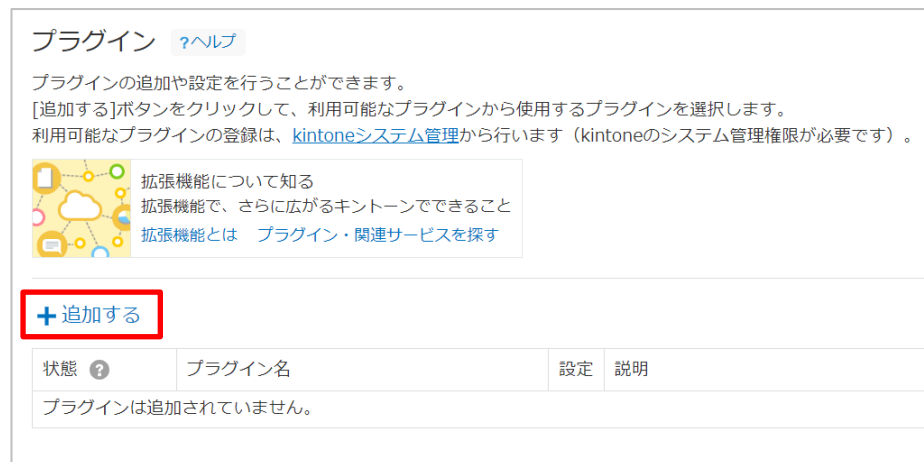 プラグイン ?ヘルプ
プラグインの追加や設定を行うことができます。
[追加する]ボタンをクリックして、利用可能なプラグインから使用するプラグインを選択します。
利用可能なプラグインの登録は、kintoneシステム管理から行います（kintoneのシステム管理権限が必要です）。
拡張機能について知る
拡張機能で、さらに広がるキントーンでできること
拡張機能とは プラグイン・関連サービスを探す
+追加する
状態 ? プラグイン名 設定 説明
プラグインは追加されていません。